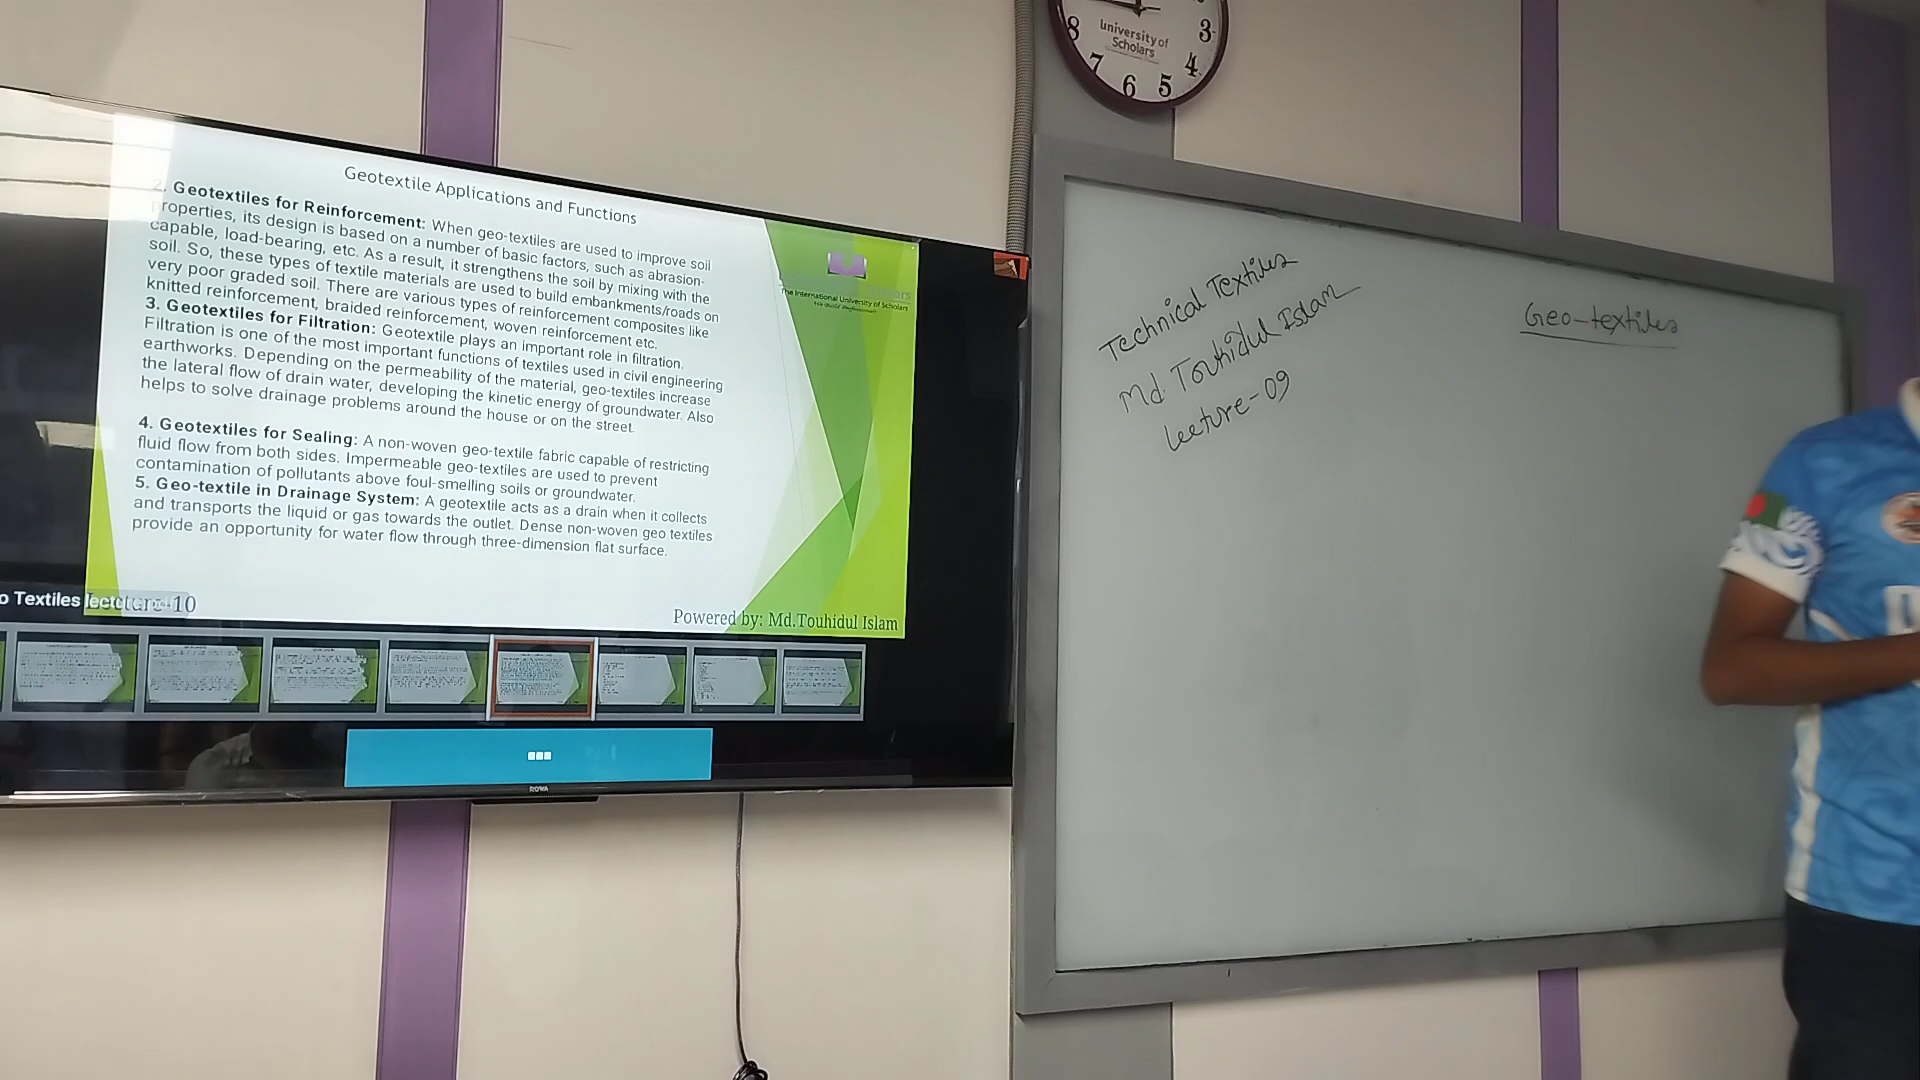 Geotextile Applications and Functions
2. Geotextiles for Reinforcement: When geo-textiles are used to improve soil
properties, its design is based on a number of basic factors, such as abrasion-
capable, load-bearing, etc. As a result, it strengthens the soil by mixing with the
soil. So, these types of textile materials are used to build embankments/roads on
very poor graded soil. There are various types of reinforcement composites like
knitted reinforcement, braided reinforcement, woven reinforcement etc.
3. Geotextiles for Filtration: Geotextile plays an important role in filtration.
Filtration is one of the most important functions of textiles used in civil engineering
earthworks. Depending on the permeability of the material, geo-textiles increase
the lateral flow of drain water, developing the kinetic energy of groundwater. Also
helps to solve drainage problems around the house or on the street.
4. Geotextiles for Sealing: A non-woven geo-textile fabric capable of restricting
fluid flow from both sides. Impermeable geo-textiles are used to prevent
contamination of pollutants above foul-smelling soils or groundwater.
5. Geo-textile in Drainage System: A geotextile acts as a drain when it collects
and transports the liquid or gas towards the outlet. Dense non-woven geo textiles
provide an opportunity for water flow through three-dimension flat surface.
The International University of Scholars
o Textiles
Lecture-10
Powered by: Md.Touhidul Islam
ROWA
university of
Scholars
8 7 6 5 4 3
Technical Textiles
Md. Touhidul Islam
Lecture-09
Geo-textiles